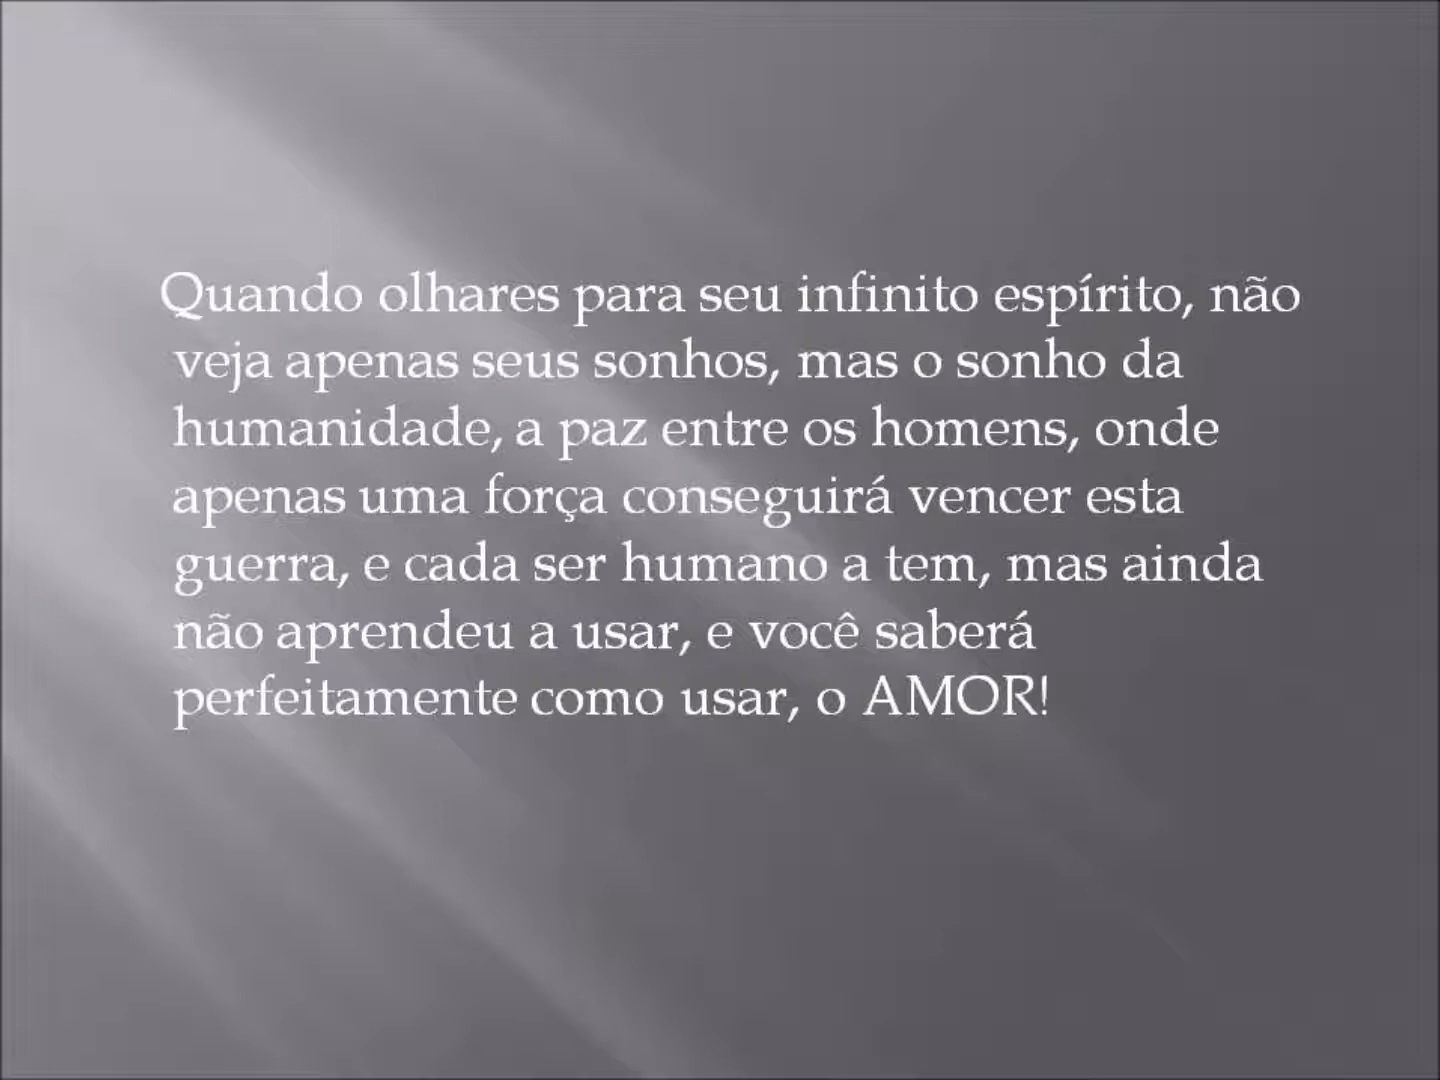 Quando olhares para seu infinito espírito, não
veja apenas seus sonhos, mas o sonho da
humanidade, a paz entre os homens, onde
apenas uma força conseguirá vencer esta
guerra, e cada ser humano a tem, mas ainda
não aprendeu a usar, e você saberá
perfeitamente como usar, o AMOR!